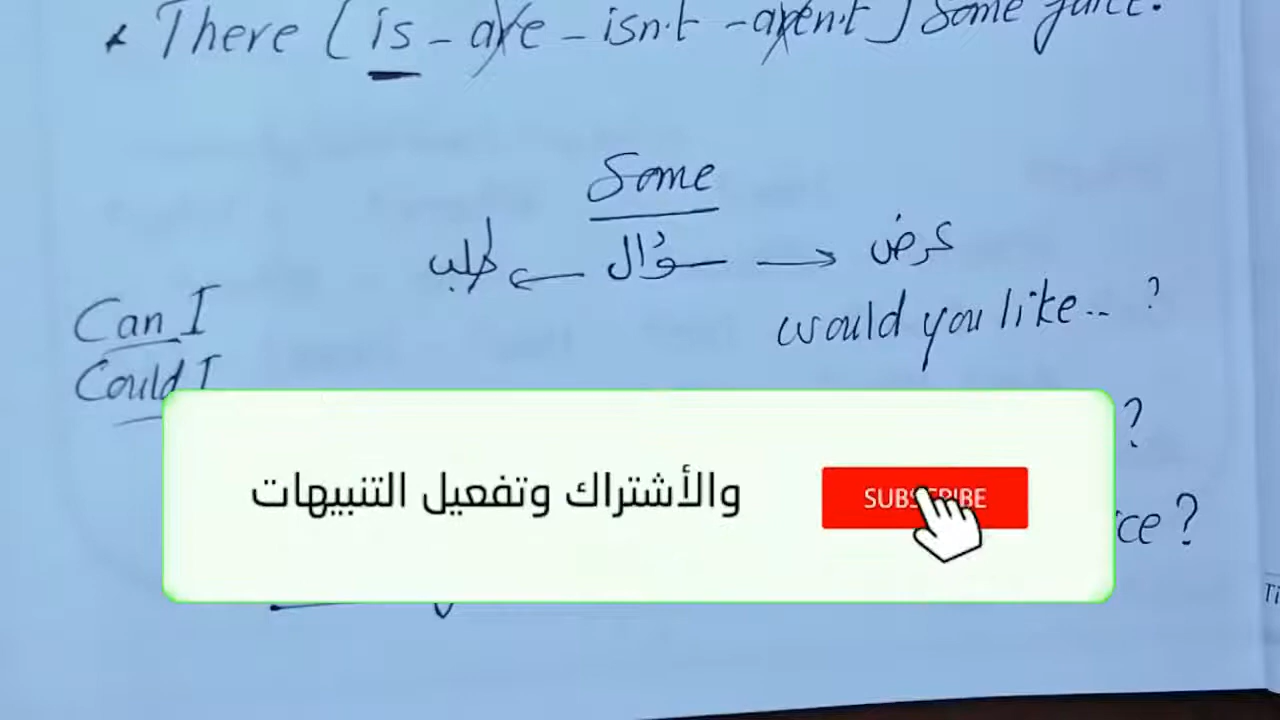 * There (is - are - isn't - aren't) some juice.
Some
طلب ← سؤال → عرض
Can I
would you like.. ?
Could I
?
والأشتراك وتفعيل التنبيهات
SUBSCRIBE
ce ?
Ti